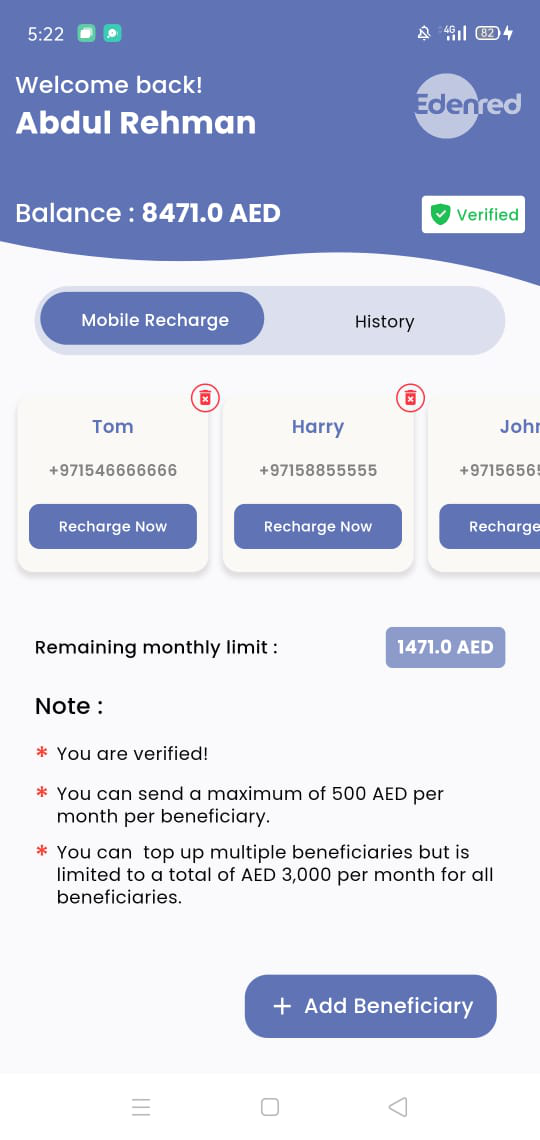 5:22
4G
82
Welcome back!
Abdul Rehman
Edenred
Balance : 8471.0 AED
Verified
Mobile Recharge
History
Tom
Harry
John
+971546666666
+97158855555
+9715656
Recharge Now
Recharge Now
Recharge
Remaining monthly limit :
1471.0 AED
Note :
* You are verified!
* You can send a maximum of 500 AED per
month per beneficiary.
* You can  top up multiple beneficiaries but is
limited to a total of AED 3,000 per month for all
beneficiaries.
+ Add Beneficiary